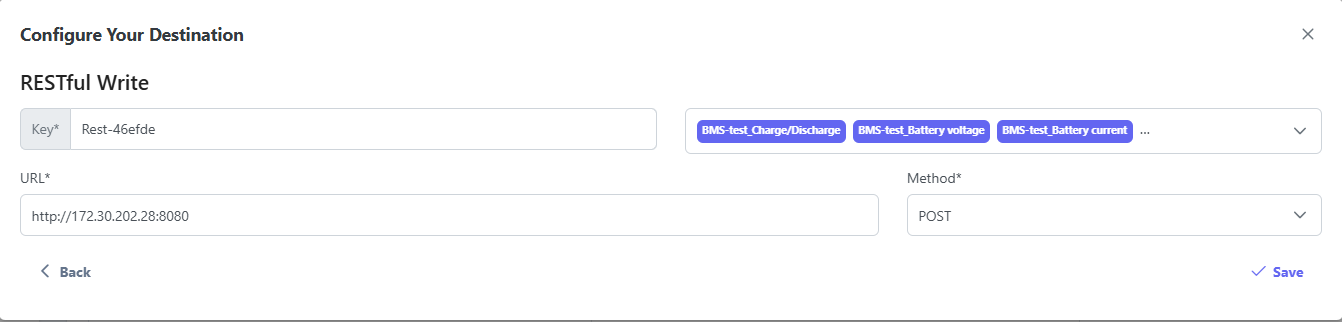 Configure Your Destination
RESTful Write
Key* Rest-46efde BMS-test_Charge/Discharge BMS-test_Battery voltage BMS-test_Battery current ...
URL* Method*
http://172.30.202.28:8080 POST
Back Save